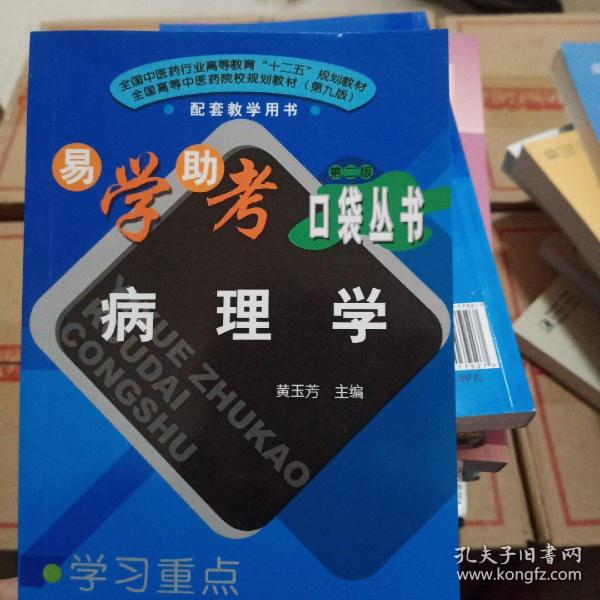 全国中医药行业高等教育“十二五”规划教材
全国高等中医药院校规划教材（第九版）
配套教学用书
易学助考
第二版
口袋丛书
病理学
YIXUE ZHUKAO
KOUDAI
CONGSHU
黄玉芳 主编
学习重点
孔夫子旧书网
www.kongfz.com